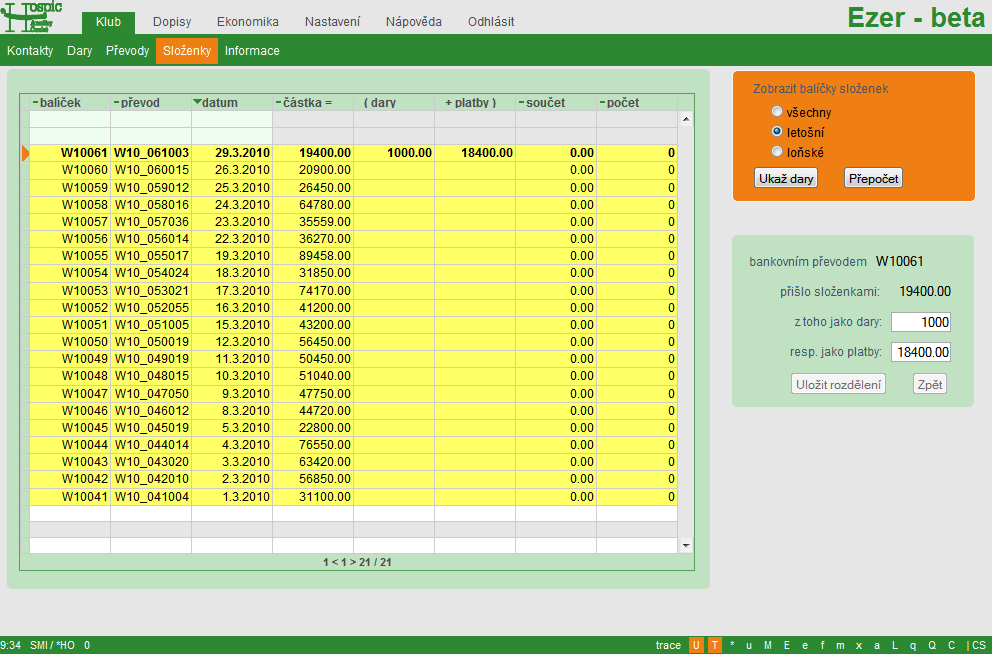 Hospic
Klub Dopisy Ekonomika Nastavení Nápověda Odhlásit
Ezer - beta
Kontakty Dary Převody Složenky Informace
balíček převod datum částka = ( dary + platby ) součet počet
W10061 W10_061003 29.3.2010 19400.00 1000.00 18400.00 0.00 0
W10060 W10_060015 26.3.2010 20900.00 0.00 0
W10059 W10_059012 25.3.2010 26450.00 0.00 0
W10058 W10_058016 24.3.2010 64780.00 0.00 0
W10057 W10_057036 23.3.2010 35559.00 0.00 0
W10056 W10_056014 22.3.2010 36270.00 0.00 0
W10055 W10_055017 19.3.2010 89458.00 0.00 0
W10054 W10_054024 18.3.2010 31850.00 0.00 0
W10053 W10_053021 17.3.2010 74170.00 0.00 0
W10052 W10_052055 16.3.2010 41200.00 0.00 0
W10051 W10_051005 15.3.2010 43200.00 0.00 0
W10050 W10_050019 12.3.2010 56450.00 0.00 0
W10049 W10_049019 11.3.2010 50450.00 0.00 0
W10048 W10_048015 10.3.2010 51040.00 0.00 0
W10047 W10_047050 9.3.2010 47750.00 0.00 0
W10046 W10_046012 8.3.2010 44720.00 0.00 0
W10045 W10_045019 5.3.2010 22800.00 0.00 0
W10044 W10_044014 4.3.2010 76550.00 0.00 0
W10043 W10_043020 3.3.2010 63420.00 0.00 0
W10042 W10_042010 2.3.2010 56850.00 0.00 0
W10041 W10_041004 1.3.2010 31100.00 0.00 0
1 < 1 > 21 / 21
Zobrazit balíčky složenek
všechny
letošní
loňské
Ukaž dary Přepočet
bankovním převodem W10061
přišlo složenkami: 19400.00
z toho jako dary: 1000
resp. jako platby: 18400.00
Uložit rozdělení Zpět
9:34 SMI / *HO 0 trace U T * u M E e f m x a L q Q C | CS